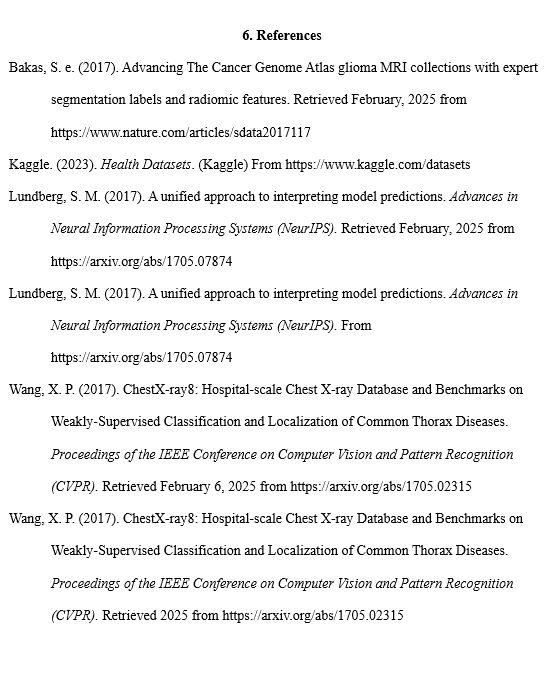 6. References
Bakas, S. e. (2017). Advancing The Cancer Genome Atlas glioma MRI collections with expert
segmentation labels and radiomic features. Retrieved February, 2025 from
https://www.nature.com/articles/sdata2017117
Kaggle. (2023). Health Datasets. (Kaggle) From https://www.kaggle.com/datasets
Lundberg, S. M. (2017). A unified approach to interpreting model predictions. Advances in
Neural Information Processing Systems (NeurIPS). Retrieved February, 2025 from
https://arxiv.org/abs/1705.07874
Lundberg, S. M. (2017). A unified approach to interpreting model predictions. Advances in
Neural Information Processing Systems (NeurIPS). From
https://arxiv.org/abs/1705.07874
Wang, X. P. (2017). ChestX-ray8: Hospital-scale Chest X-ray Database and Benchmarks on
Weakly-Supervised Classification and Localization of Common Thorax Diseases.
Proceedings of the IEEE Conference on Computer Vision and Pattern Recognition
(CVPR). Retrieved February 6, 2025 from https://arxiv.org/abs/1705.02315
Wang, X. P. (2017). ChestX-ray8: Hospital-scale Chest X-ray Database and Benchmarks on
Weakly-Supervised Classification and Localization of Common Thorax Diseases.
Proceedings of the IEEE Conference on Computer Vision and Pattern Recognition
(CVPR). Retrieved 2025 from https://arxiv.org/abs/1705.02315